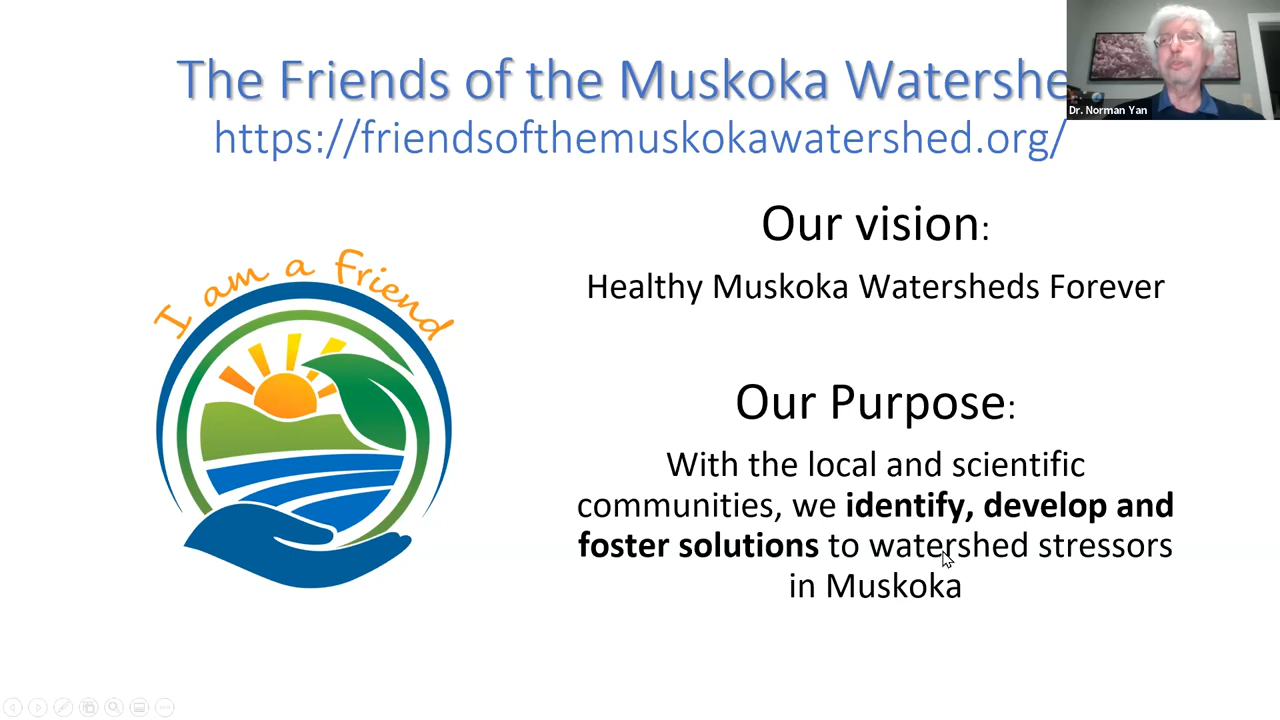 The Friends of the Muskoka Watershe
https://friendsofthemuskokawatershed.org/
Dr. Norman Yan
I am a Friend
Our vision:
Healthy Muskoka Watersheds Forever
Our Purpose:
With the local and scientific
communities, we identify, develop and
foster solutions to watershed stressors
in Muskoka